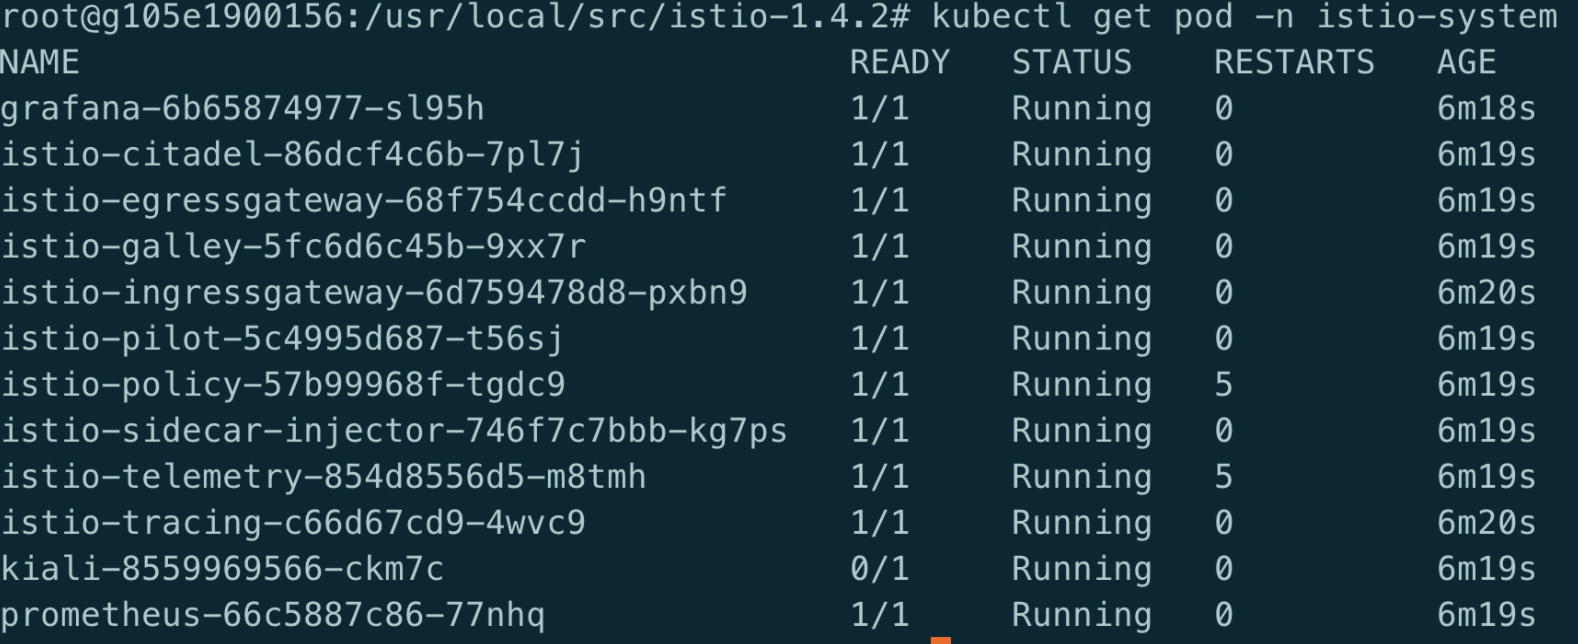 root@g105e1900156:/usr/local/src/istio-1.4.2# kubectl get pod -n istio-system
NAME READY STATUS RESTARTS AGE
grafana-6b65874977-sl95h 1/1 Running 0 6m18s
istio-citadel-86dcf4c6b-7pl7j 1/1 Running 0 6m19s
istio-egressgateway-68f754ccdd-h9ntf 1/1 Running 0 6m19s
istio-galley-5fc6d6c45b-9xx7r 1/1 Running 0 6m19s
istio-ingressgateway-6d759478d8-pxbn9 1/1 Running 0 6m20s
istio-pilot-5c4995d687-t56sj 1/1 Running 0 6m19s
istio-policy-57b99968f-tgdc9 1/1 Running 5 6m19s
istio-sidecar-injector-746f7c7bbb-kg7ps 1/1 Running 0 6m19s
istio-telemetry-854d8556d5-m8tmh 1/1 Running 5 6m19s
istio-tracing-c66d67cd9-4wvc9 1/1 Running 0 6m20s
kiali-8559969566-ckm7c 0/1 Running 0 6m19s
prometheus-66c5887c86-77nhq 1/1 Running 0 6m19s